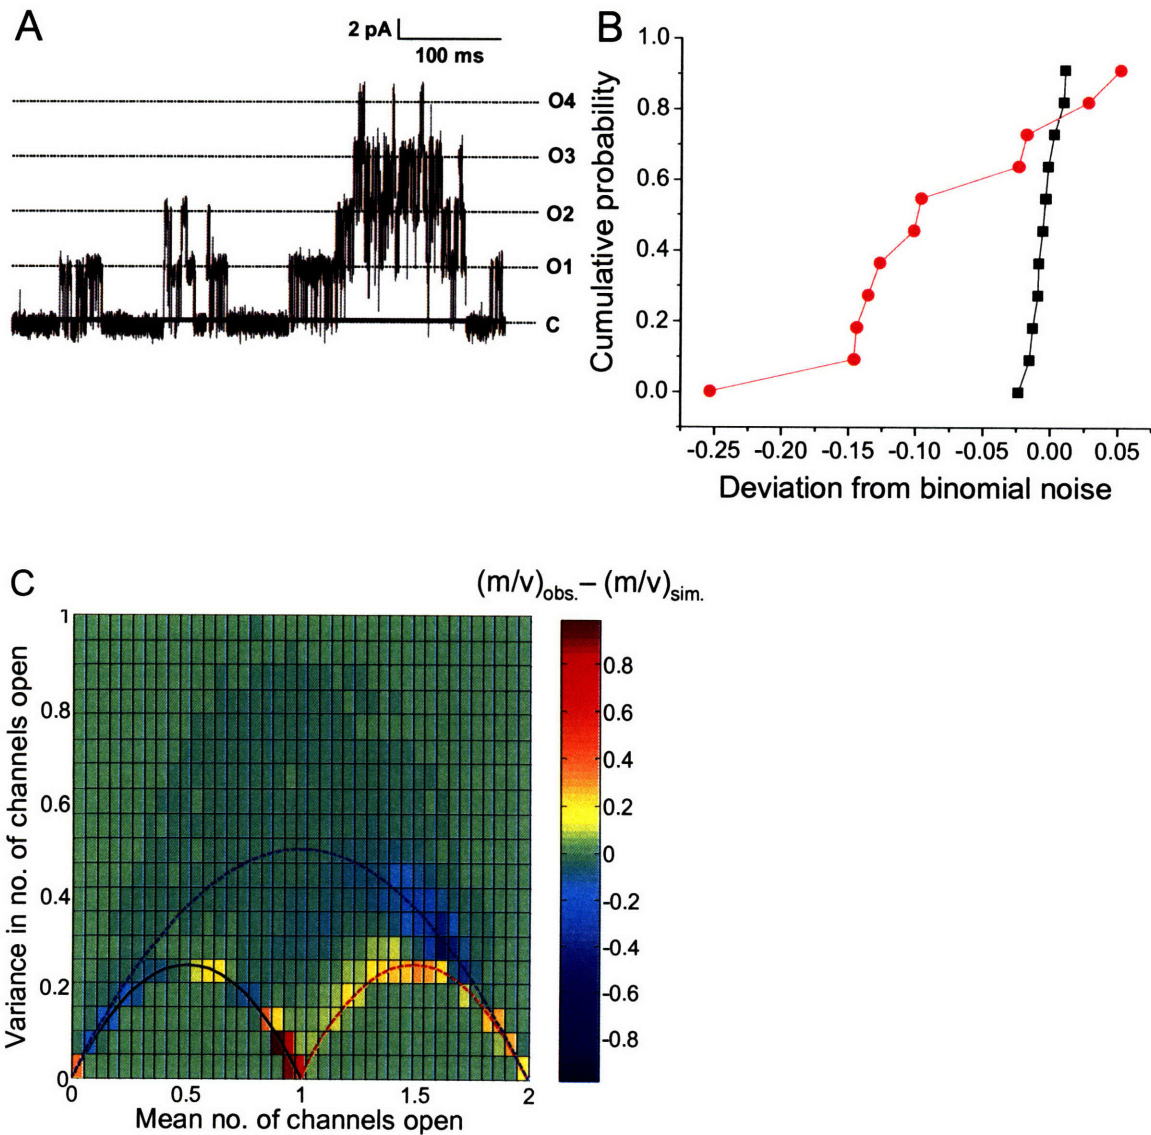 A
2 pA
100 ms
O4
O3
O2
O1
C
B
Cumulative probability
1.0
0.8
0.6
0.4
0.2
0.0
-0.25 -0.20 -0.15 -0.10 -0.05 0.00 0.05
Deviation from binomial noise
C
(m/v)obs. – (m/v)sim.
Variance in no. of channels open
1
0.8
0.6
0.4
0.2
0
0 0.5 1 1.5 2
Mean no. of channels open
0.8
0.6
0.4
0.2
0
-0.2
-0.4
-0.6
-0.8